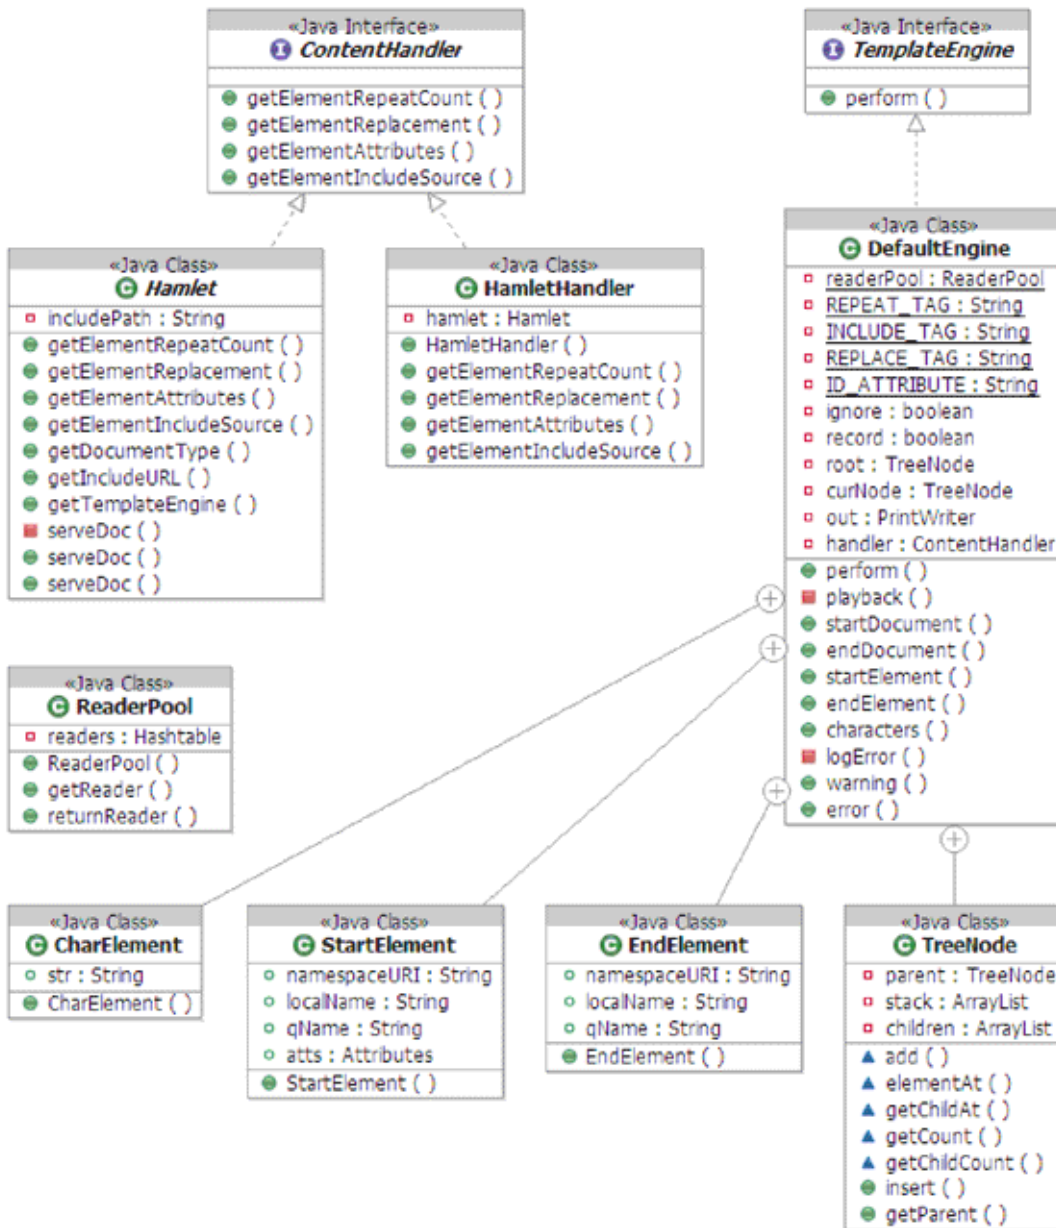 «Java Interface»
ContentHandler
getElementRepeatCount ( )
getElementReplacement ( )
getElementAttributes ( )
getElementIncludeSource ( )
«Java Interface»
TemplateEngine
perform ( )
«Java Class»
Hamlet
includePath : String
getElementRepeatCount ( )
getElementReplacement ( )
getElementAttributes ( )
getElementIncludeSource ( )
getDocumentType ( )
getIncludeURL ( )
getTemplateEngine ( )
serveDoc ( )
serveDoc ( )
serveDoc ( )
«Java Class»
HamletHandler
hamlet : Hamlet
HamletHandler ( )
getElementRepeatCount ( )
getElementReplacement ( )
getElementAttributes ( )
getElementIncludeSource ( )
«Java Class»
DefaultEngine
readerPool : ReaderPool
REPEAT_TAG : String
INCLUDE_TAG : String
REPLACE_TAG : String
ID_ATTRIBUTE : String
ignore : boolean
record : boolean
root : TreeNode
curNode : TreeNode
out : PrintWriter
handler : ContentHandler
perform ( )
playback ( )
startDocument ( )
endDocument ( )
startElement ( )
endElement ( )
characters ( )
logError ( )
warning ( )
error ( )
«Java Class»
ReaderPool
readers : Hashtable
ReaderPool ( )
getReader ( )
returnReader ( )
«Java Class»
CharElement
str : String
CharElement ( )
«Java Class»
StartElement
namespaceURI : String
localName : String
qName : String
atts : Attributes
StartElement ( )
«Java Class»
EndElement
namespaceURI : String
localName : String
qName : String
EndElement ( )
«Java Class»
TreeNode
parent : TreeNode
stack : ArrayList
children : ArrayList
add ( )
elementAt ( )
getChildAt ( )
getCount ( )
getChildCount ( )
insert ( )
getParent ( )